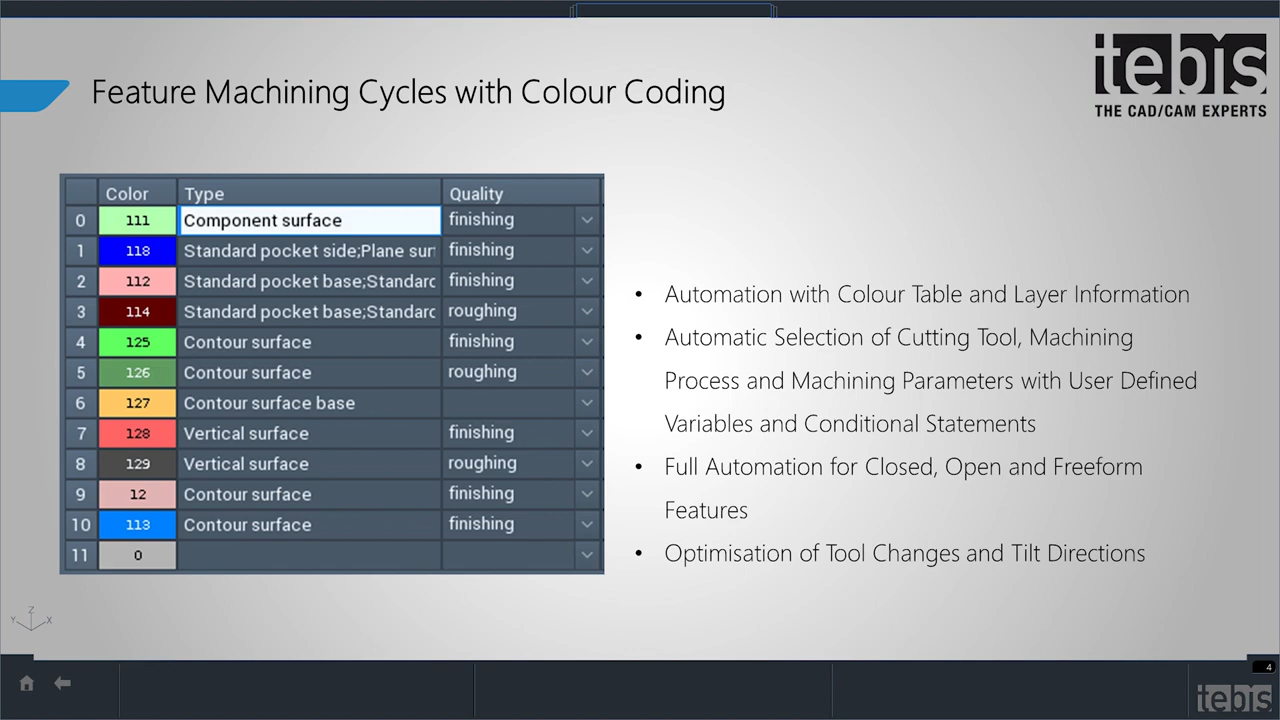 tebis
THE CAD/CAM EXPERTS
Feature Machining Cycles with Colour Coding
Color Type Quality
0 111 Component surface finishing
1 118 Standard pocket side;Plane sur finishing
2 112 Standard pocket base;Standard finishing
3 114 Standard pocket base;Standard roughing
4 125 Contour surface finishing
5 126 Contour surface roughing
6 127 Contour surface base
7 128 Vertical surface finishing
8 129 Vertical surface roughing
9 12 Contour surface finishing
10 113 Contour surface finishing
11 0
• Automation with Colour Table and Layer Information
• Automatic Selection of Cutting Tool, Machining
Process and Machining Parameters with User Defined
Variables and Conditional Statements
• Full Automation for Closed, Open and Freeform
Features
• Optimisation of Tool Changes and Tilt Directions
Z
Y X
4
tebis